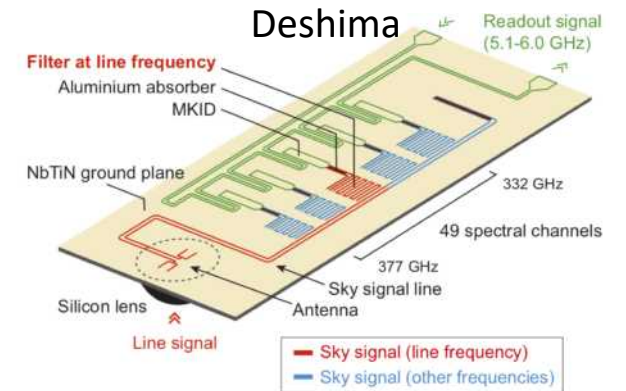 Deshima
Readout signal
(5.1-6.0 GHz)
Filter at line frequency
Aluminium absorber
MKID
NbTiN ground plane
332 GHz
49 spectral channels
377 GHz
Sky signal line
Antenna
Silicon lens
Line signal
Sky signal (line frequency)
Sky signal (other frequencies)